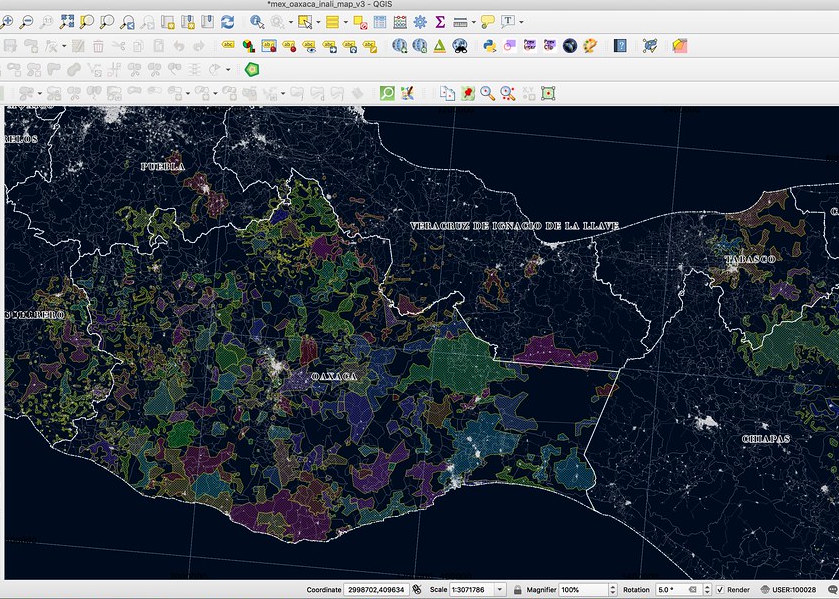 *mex_oaxaca_inali_map_v3 - QGIS
PUEBLA
VERACRUZ DE IGNACIO DE LA LLAVE
TABASCO
GUERRERO
OAXACA
CHIAPAS
Coordinate 2998702,409634 Scale 1:3071786 Magnifier 100% Rotation 5.0 ° Render USER:100028